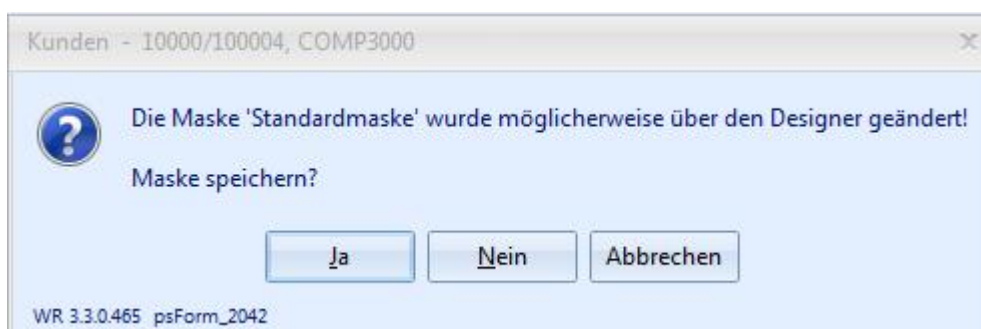 Kunden - 10000/100004, COMP3000
Die Maske 'Standardmaske' wurde möglicherweise über den Designer geändert!
Maske speichern?
Ja Nein Abbrechen
WR 3.3.0.465 psForm_2042